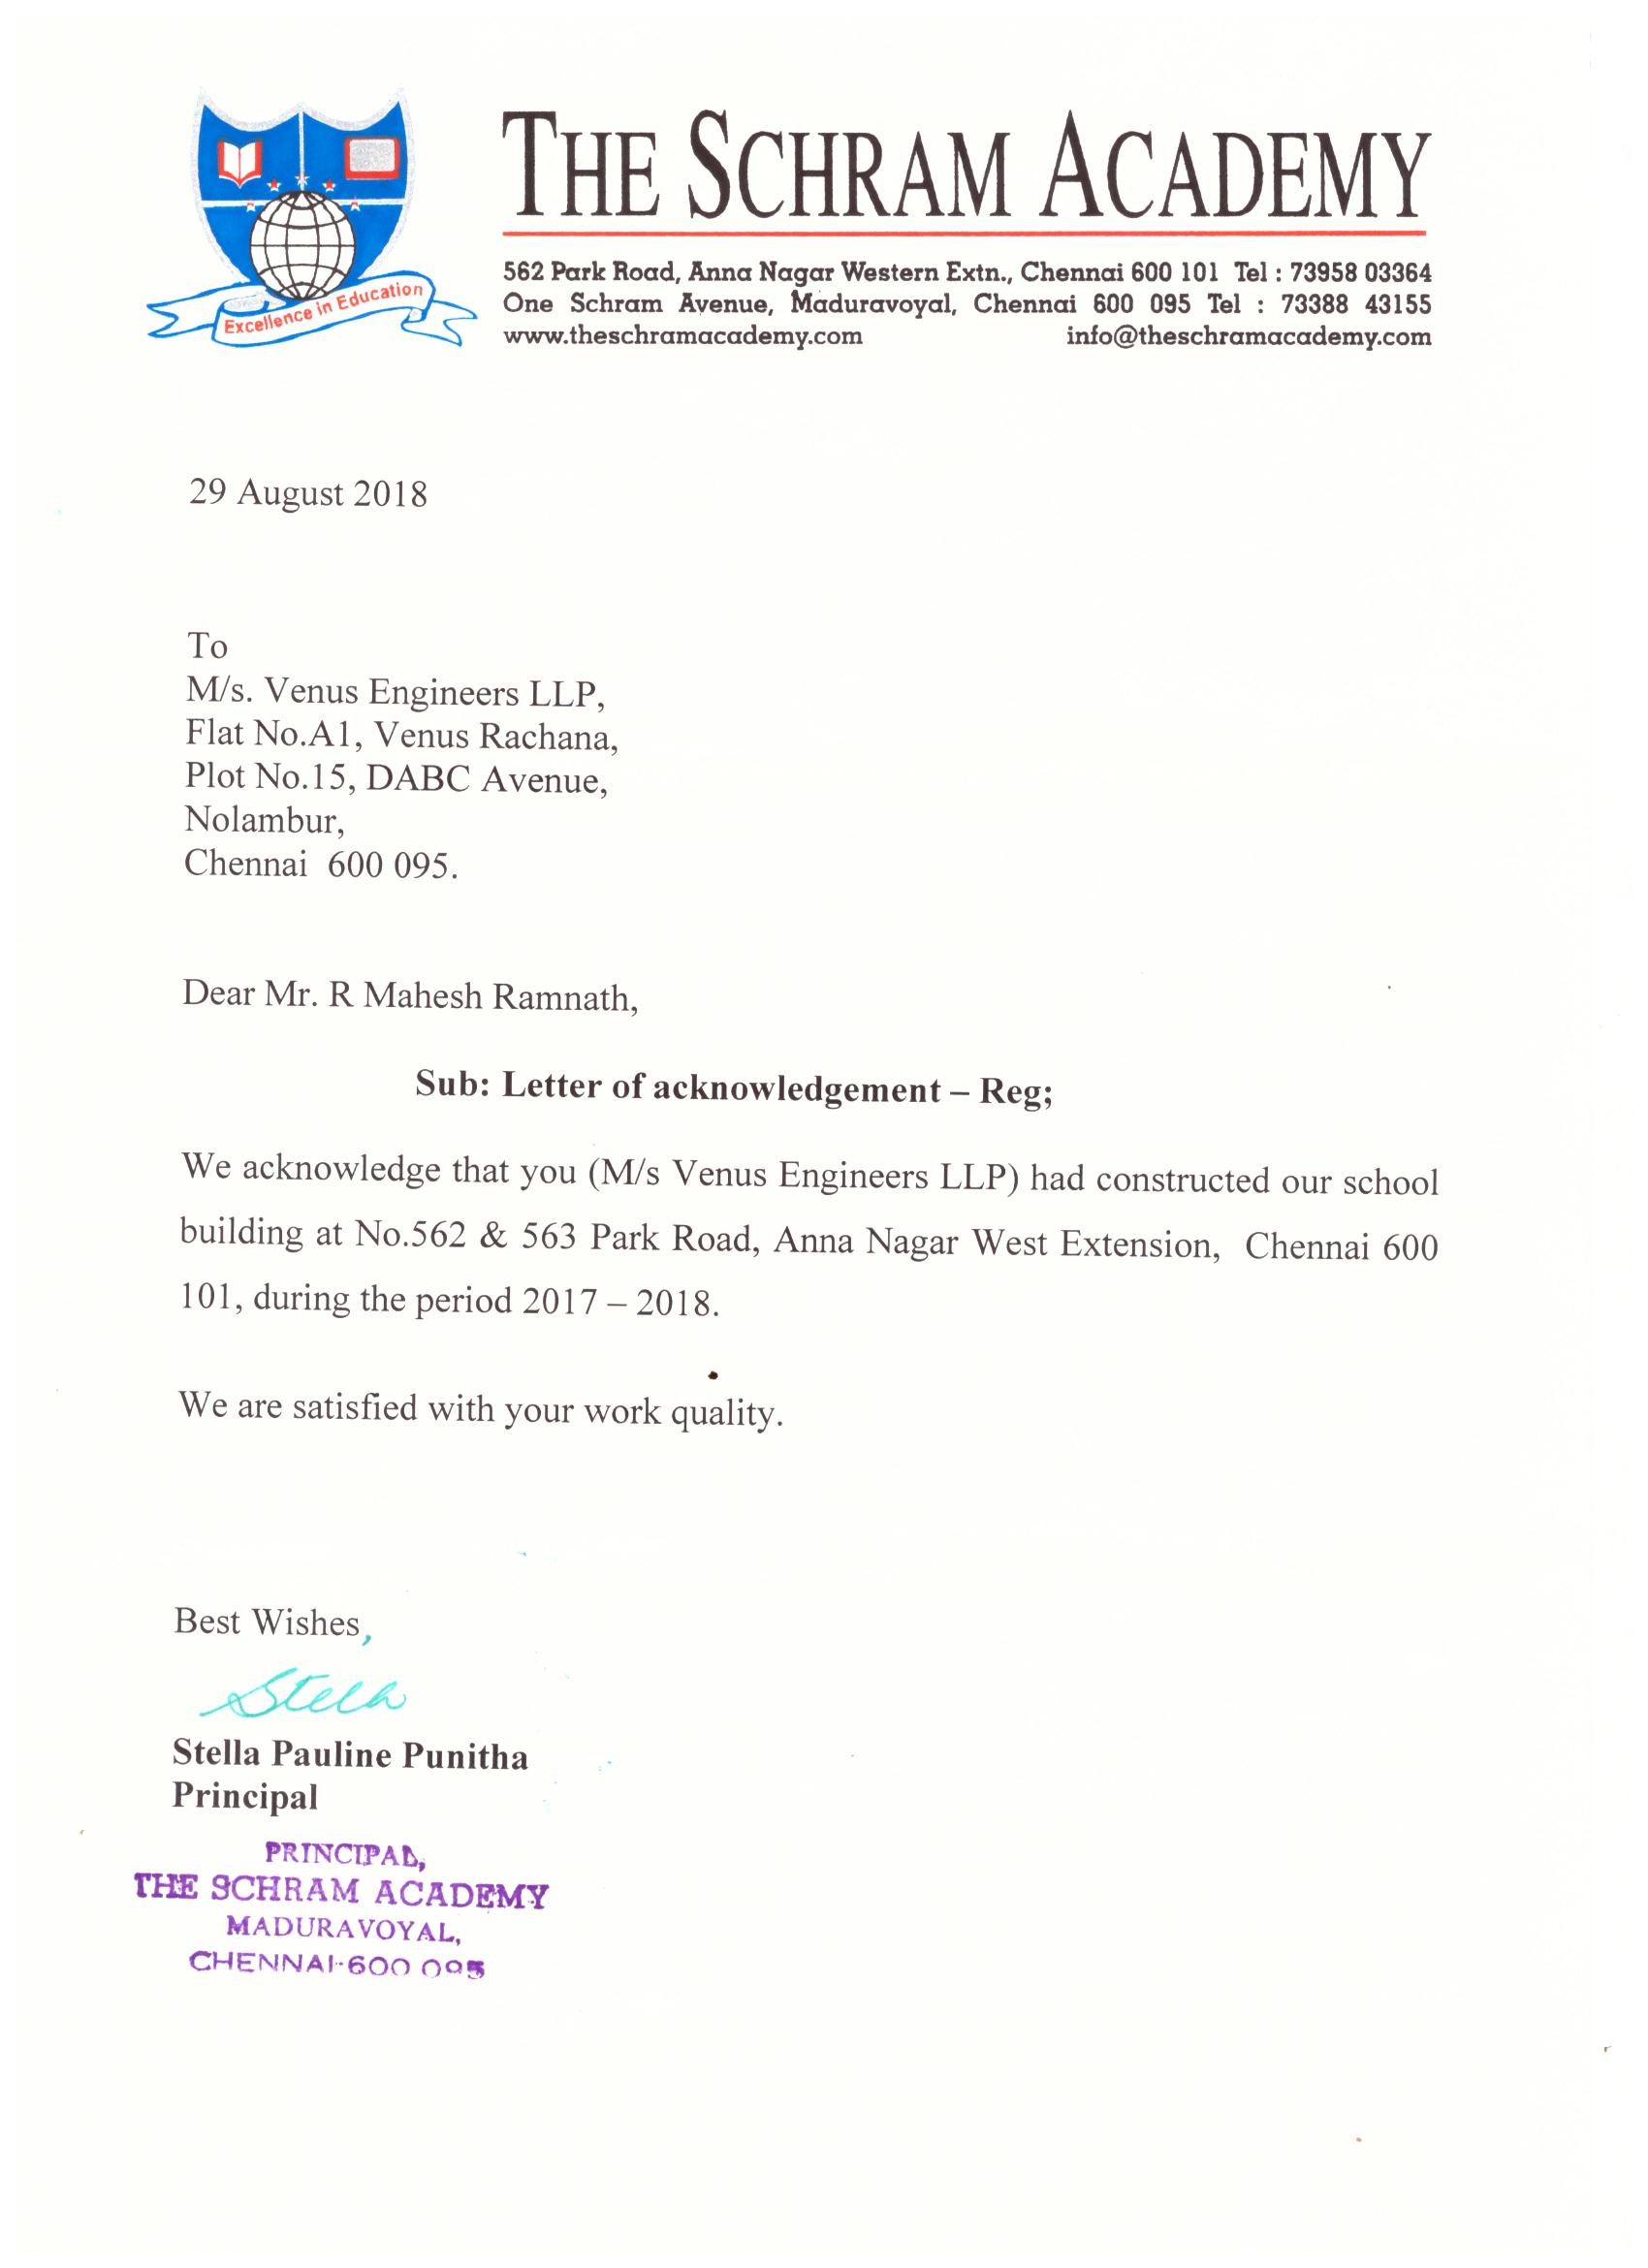 THE SCHRAM ACADEMY
562 Park Road, Anna Nagar Western Extn., Chennai 600 101 Tel : 73958 03364
One Schram Avenue, Maduravoyal, Chennai 600 095 Tel : 73388 43155
www.theschramacademy.com info@theschramacademy.com
Excellence in Education
29 August 2018
To
M/s. Venus Engineers LLP,
Flat No.A1, Venus Rachana,
Plot No.15, DABC Avenue,
Nolambur,
Chennai 600 095.
Dear Mr. R Mahesh Ramnath,
Sub: Letter of acknowledgement – Reg;
We acknowledge that you (M/s Venus Engineers LLP) had constructed our school
building at No.562 & 563 Park Road, Anna Nagar West Extension, Chennai 600
101, during the period 2017 – 2018.
We are satisfied with your work quality.
Best Wishes,
Stella
Stella Pauline Punitha
Principal
PRINCIPAL,
THE SCHRAM ACADEMY
MADURAVOYAL,
CHENNAI-600 095